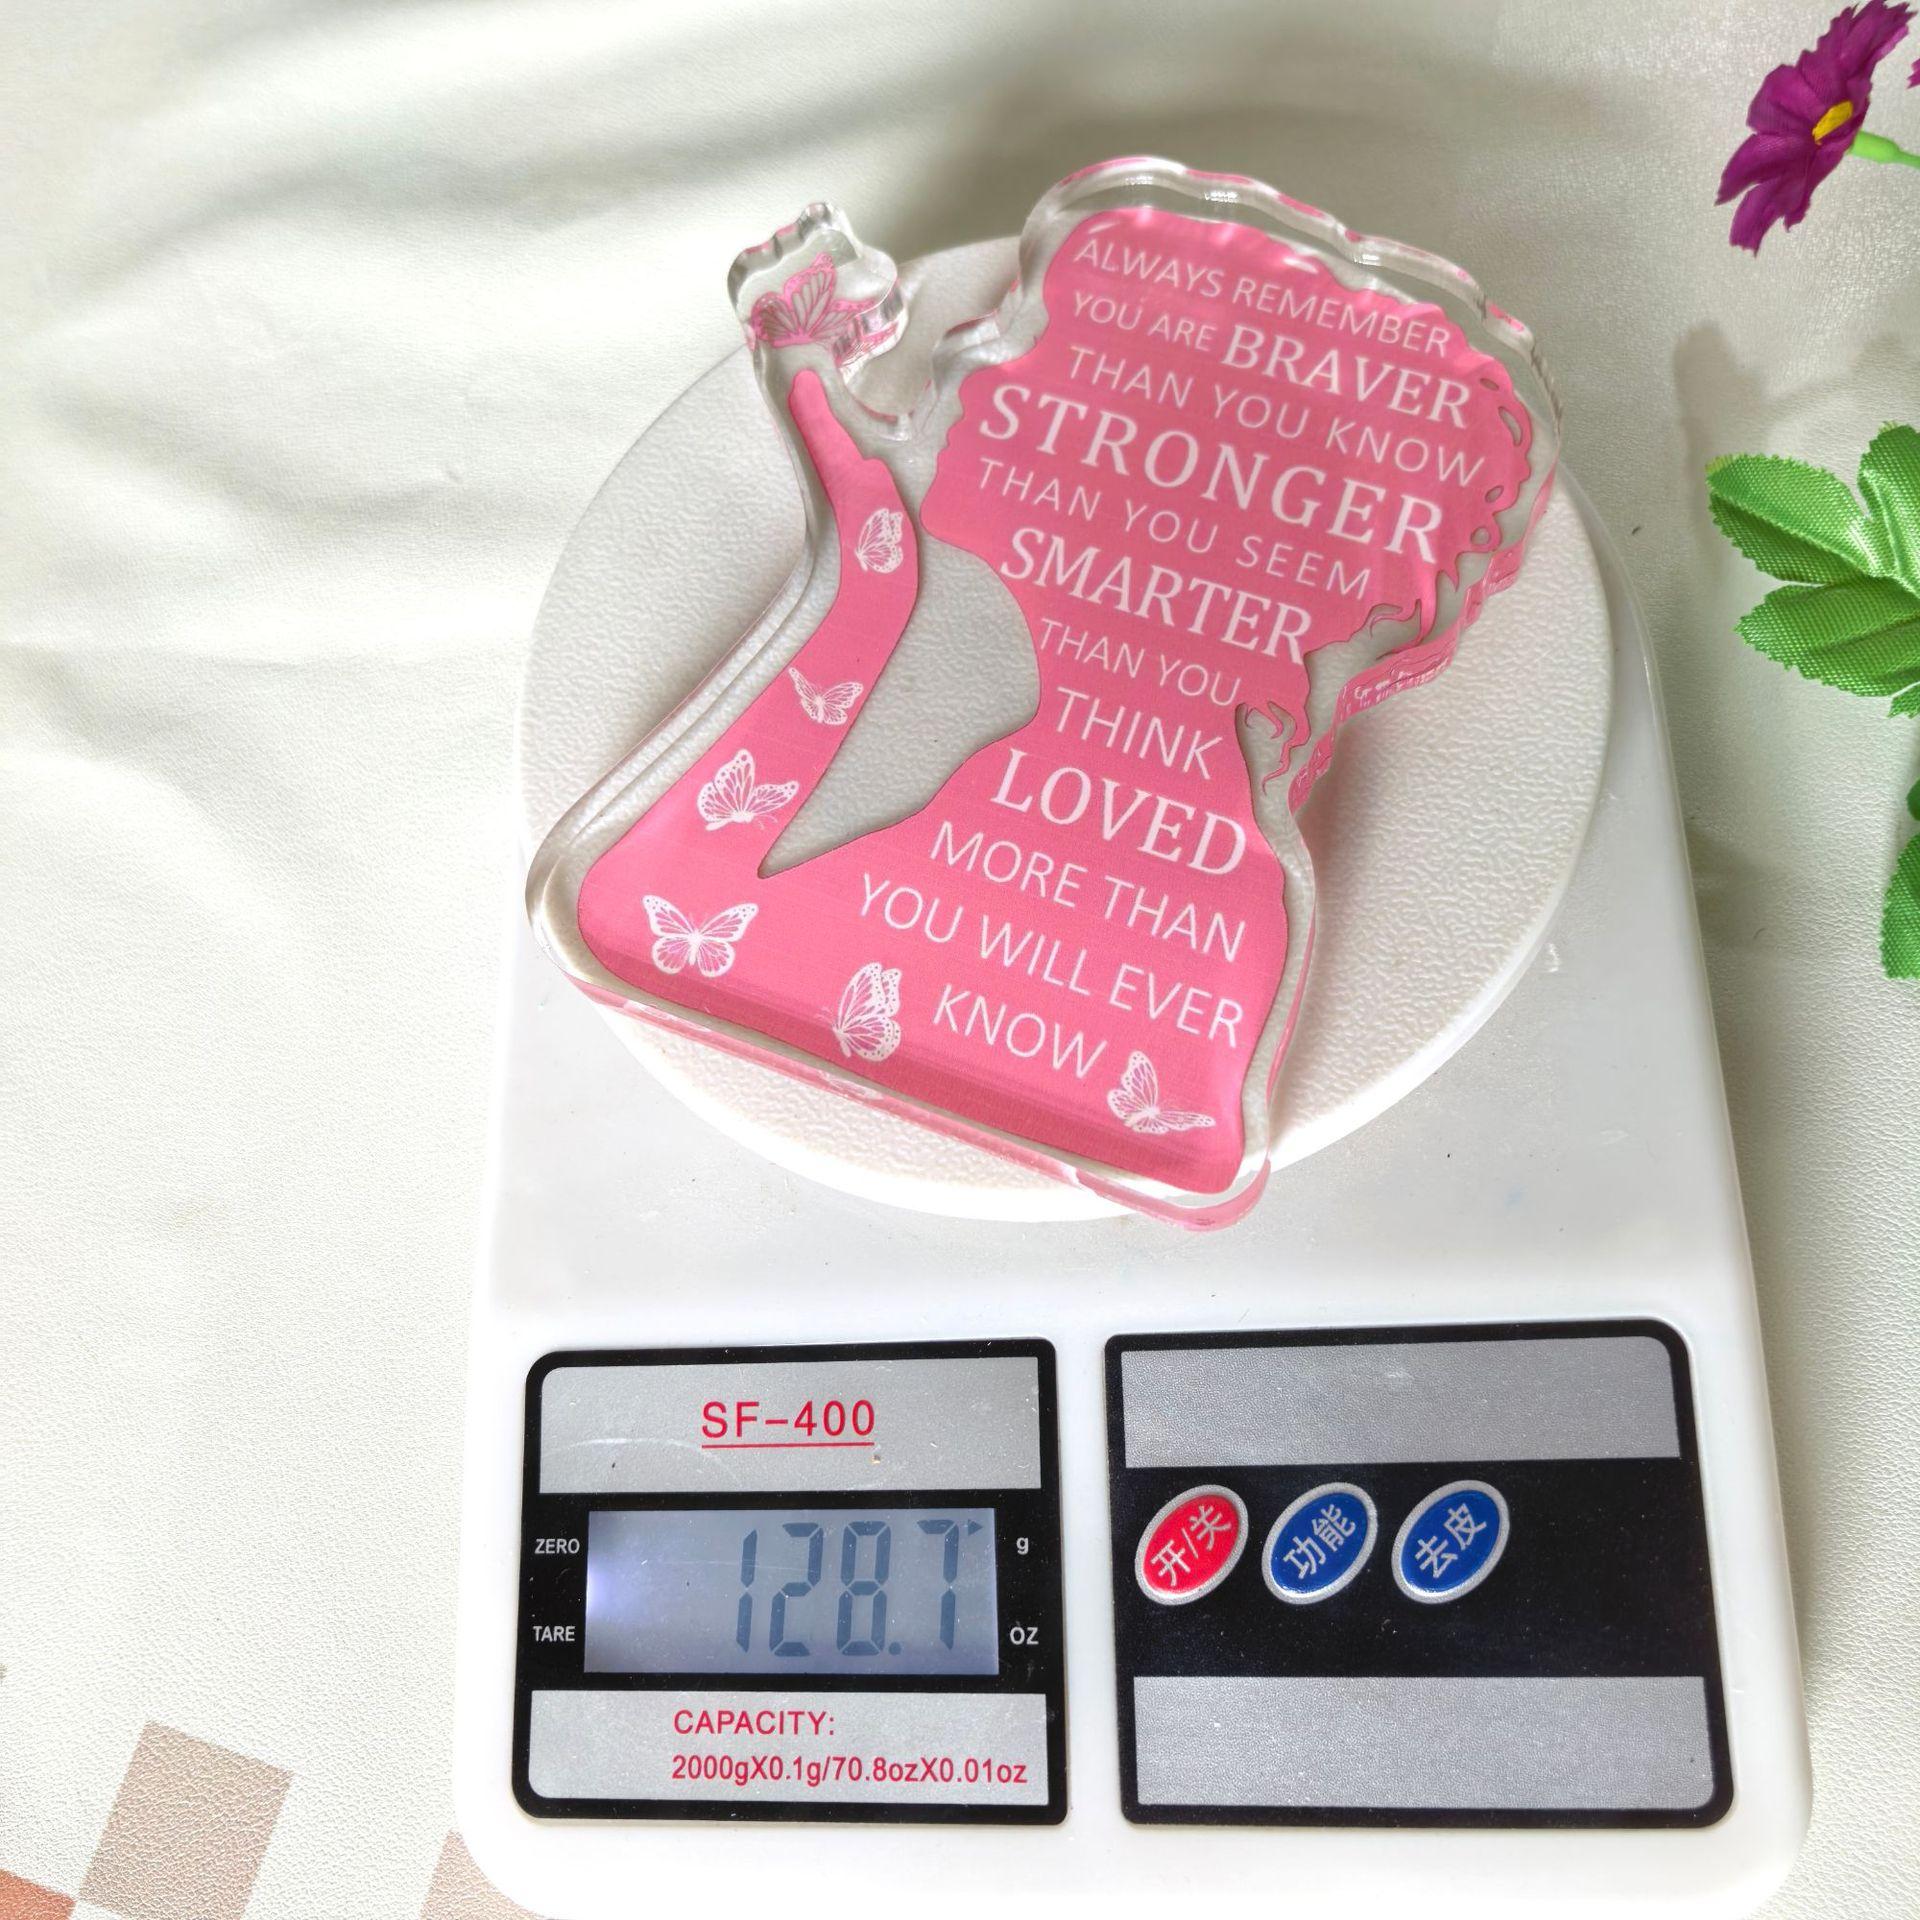 ALWAYS REMEMBER
YOU ARE BRAVER
THAN YOU KNOW
STRONGER
THAN YOU SEEM
SMARTER
THAN YOU
THINK
LOVED
MORE THAN
YOU WILL EVER
KNOW
SF-400
ZERO
128.7
g
TARE
OZ
CAPACITY:
2000gX0.1g/70.8ozX0.01oz
开/关
功能
去皮